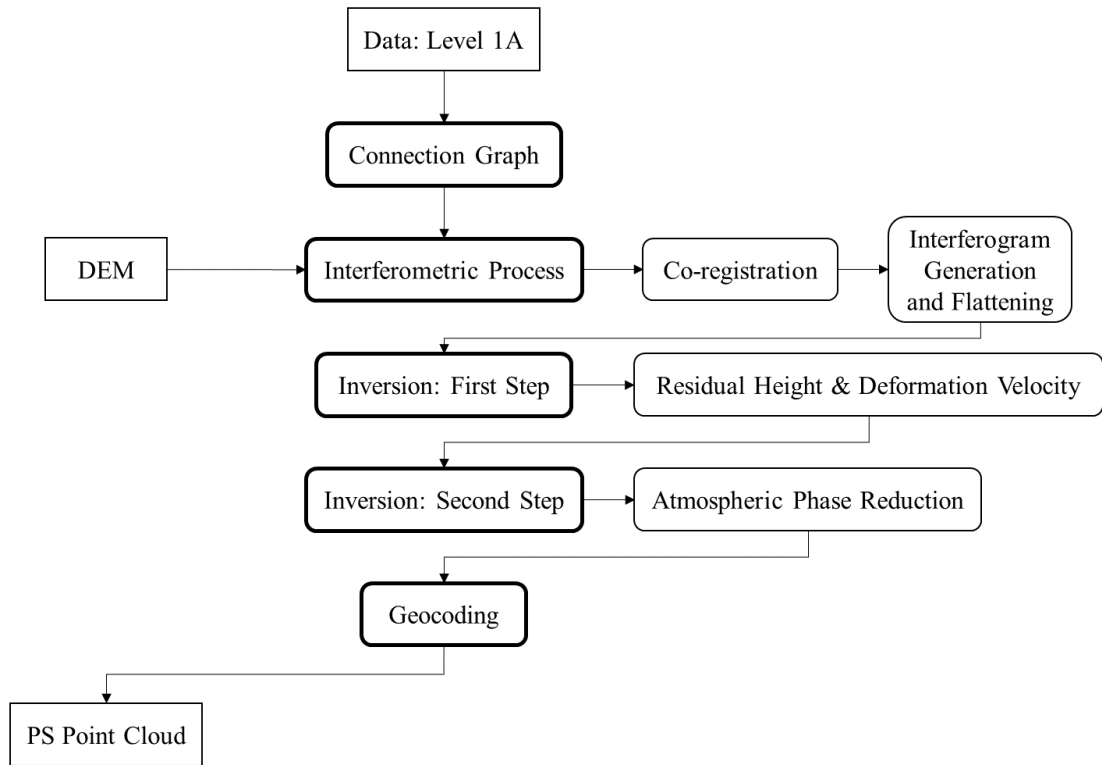 Data: Level 1A
Connection Graph
DEM
Interferometric Process
Co-registration
Interferogram
Generation
and Flattening
Inversion: First Step
Residual Height & Deformation Velocity
Inversion: Second Step
Atmospheric Phase Reduction
Geocoding
PS Point Cloud